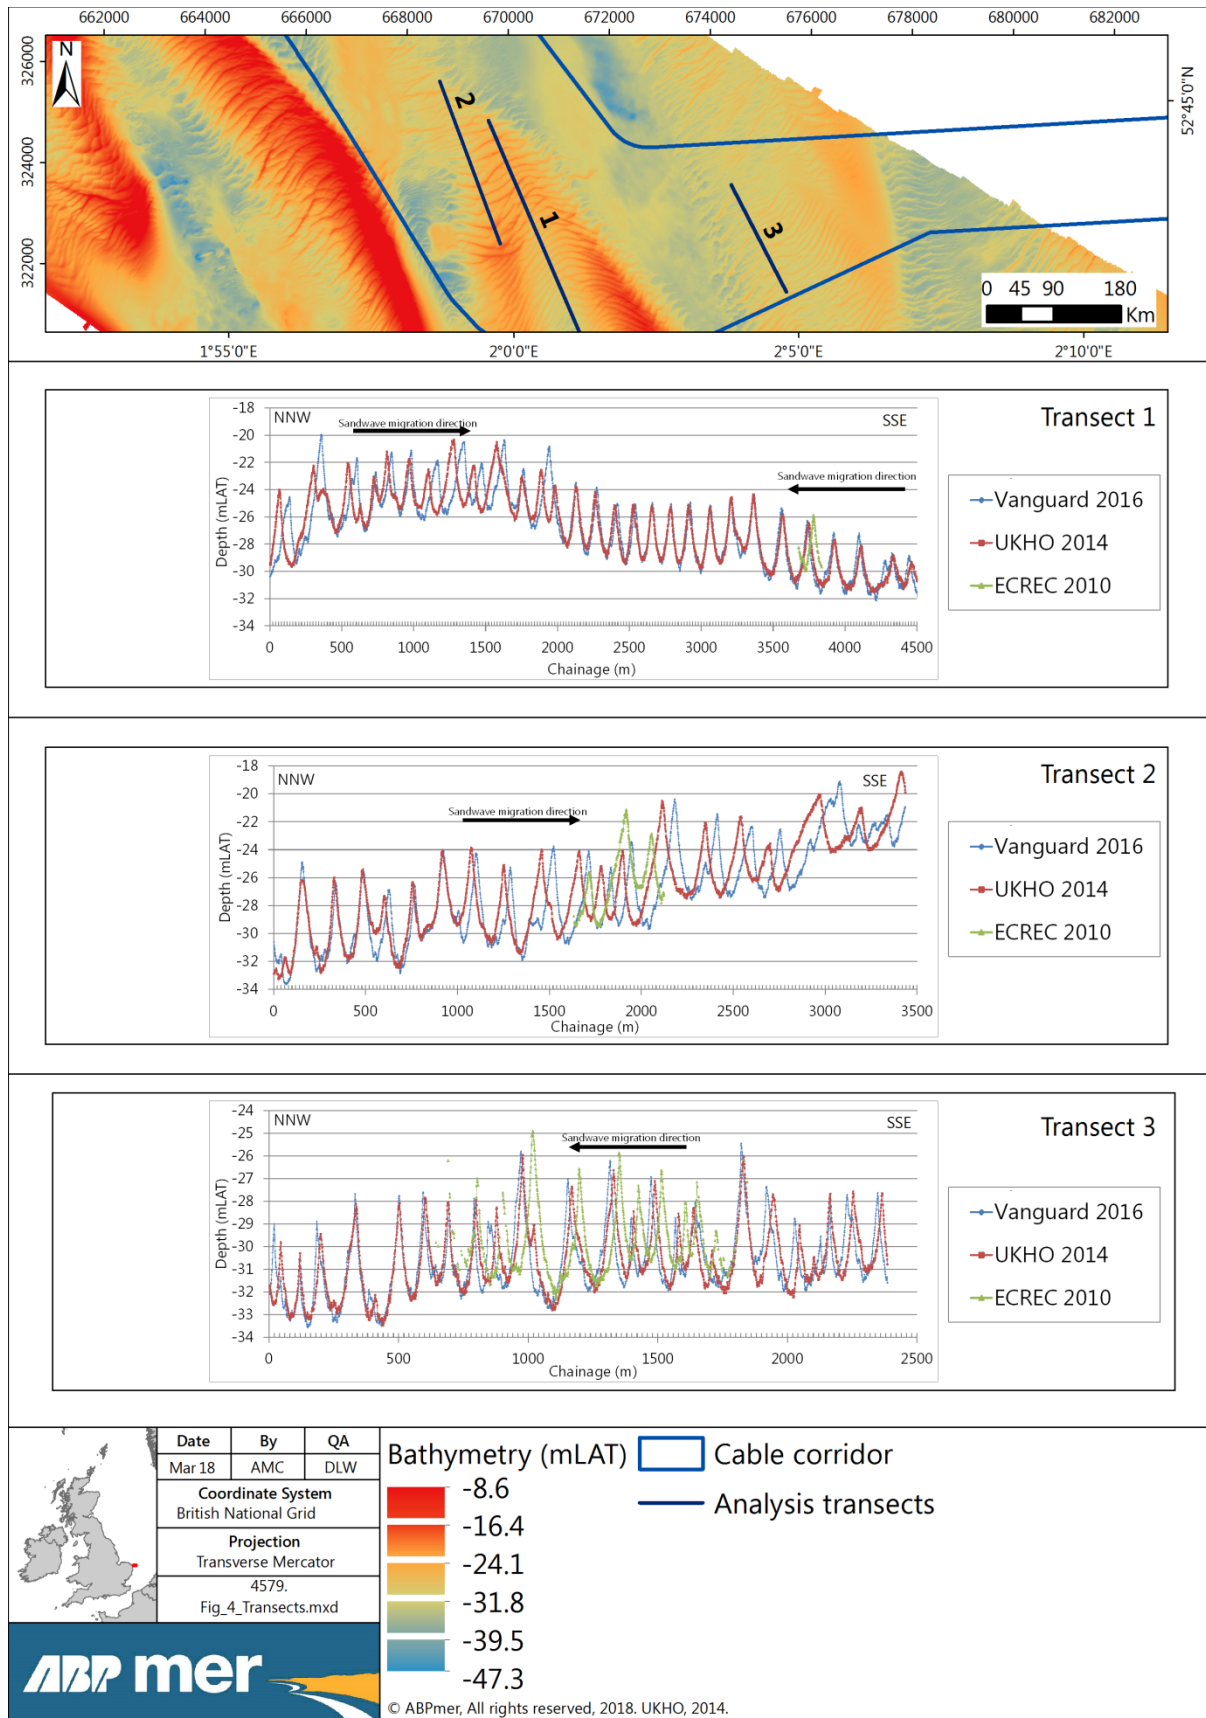 662000 664000 666000 668000 670000 672000 674000 676000 678000 680000 682000
326000
324000
322000
N
52°45'0"N
2
1
3
0 45 90 180
Km
1°55'0"E 2°0'0"E 2°5'0"E 2°10'0"E
Transect 1
NNW
SSE
Sandwave migration direction
Sandwave migration direction
Depth (mLAT)
-18
-20
-22
-24
-26
-28
-30
-32
-34
0 500 1000 1500 2000 2500 3000 3500 4000 4500
Chainage (m)
Vanguard 2016
UKHO 2014
ECREC 2010
Transect 2
NNW
SSE
Sandwave migration direction
Depth (mLAT)
-18
-20
-22
-24
-26
-28
-30
-32
-34
0 500 1000 1500 2000 2500 3000 3500
Chainage (m)
Vanguard 2016
UKHO 2014
ECREC 2010
Transect 3
NNW
SSE
Sandwave migration direction
Depth (mLAT)
-24
-25
-26
-27
-28
-29
-30
-31
-32
-33
-34
0 500 1000 1500 2000 2500
Chainage (m)
Vanguard 2016
UKHO 2014
ECREC 2010
Date By QA
Mar 18 AMC DLW
Coordinate System
British National Grid
Projection
Transverse Mercator
4579.
Fig_4_Transects.mxd
ABP mer
Bathymetry (mLAT)
-8.6
-16.4
-24.1
-31.8
-39.5
-47.3
Cable corridor
Analysis transects
© ABPmer, All rights reserved, 2018. UKHO, 2014.